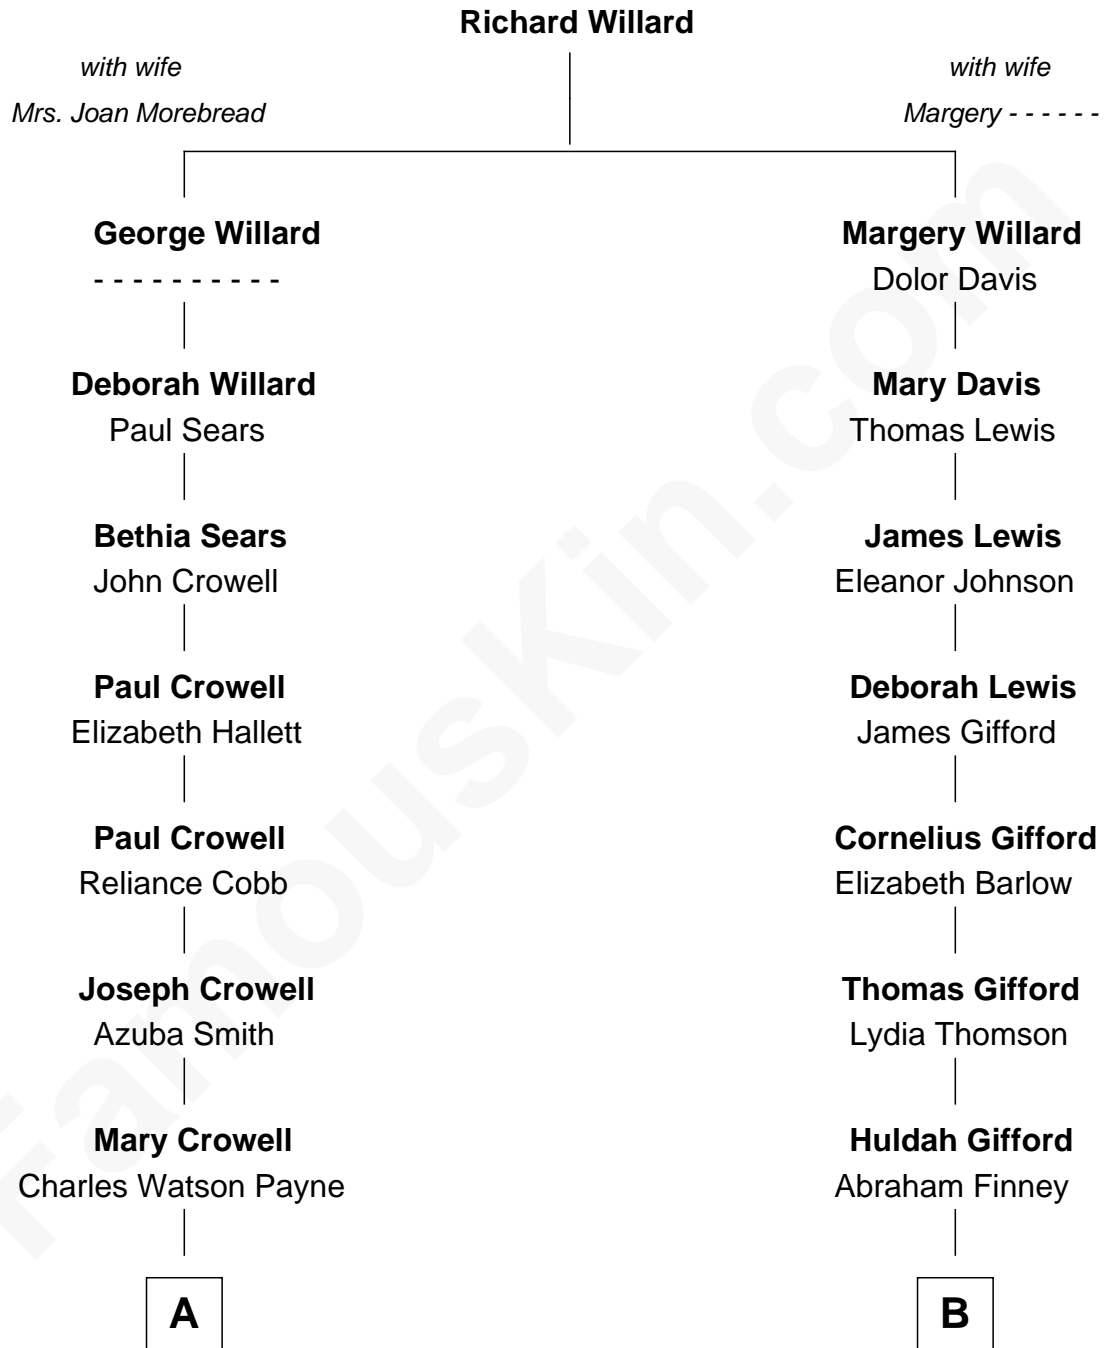 Richard Willard
with wife
Mrs. Joan Morebread
with wife
Margery - - - - - -
George Willard
- - - - - - - - - -
Margery Willard
Dolor Davis
Deborah Willard
Paul Sears
Mary Davis
Thomas Lewis
Bethia Sears
John Crowell
James Lewis
Eleanor Johnson
Paul Crowell
Elizabeth Hallett
Deborah Lewis
James Gifford
Paul Crowell
Reliance Cobb
Cornelius Gifford
Elizabeth Barlow
Joseph Crowell
Azuba Smith
Thomas Gifford
Lydia Thomson
Mary Crowell
Charles Watson Payne
Huldah Gifford
Abraham Finney
A
B
FamousKin.com